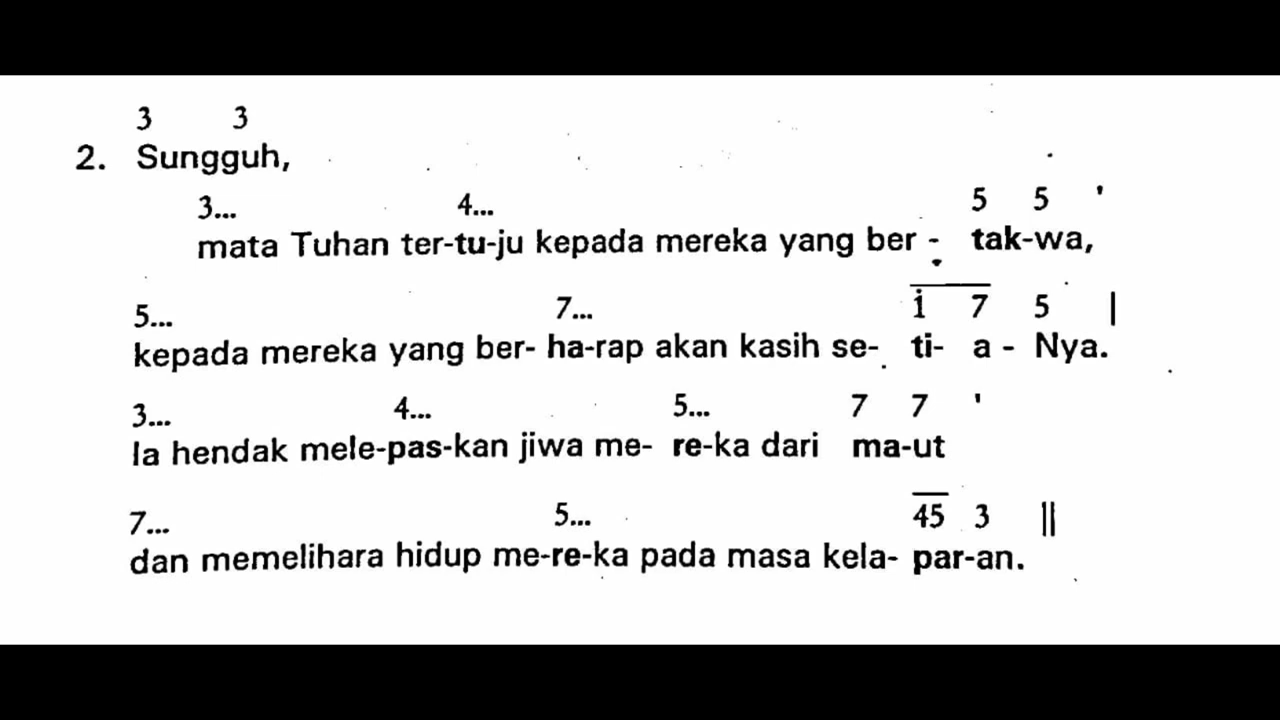 3 3
2. Sungguh,
3... 4... 5 5 '
mata Tuhan ter-tu-ju kepada mereka yang ber - tak-wa,
5... 7... i 7 5 |
kepada mereka yang ber- ha-rap akan kasih se- ti- a - Nya.
3... 4... 5... 7 7 '
Ia hendak mele-pas-kan jiwa me- re-ka dari ma-ut
7... 5... 45 3 ||
dan memelihara hidup me-re-ka pada masa kela- par-an.